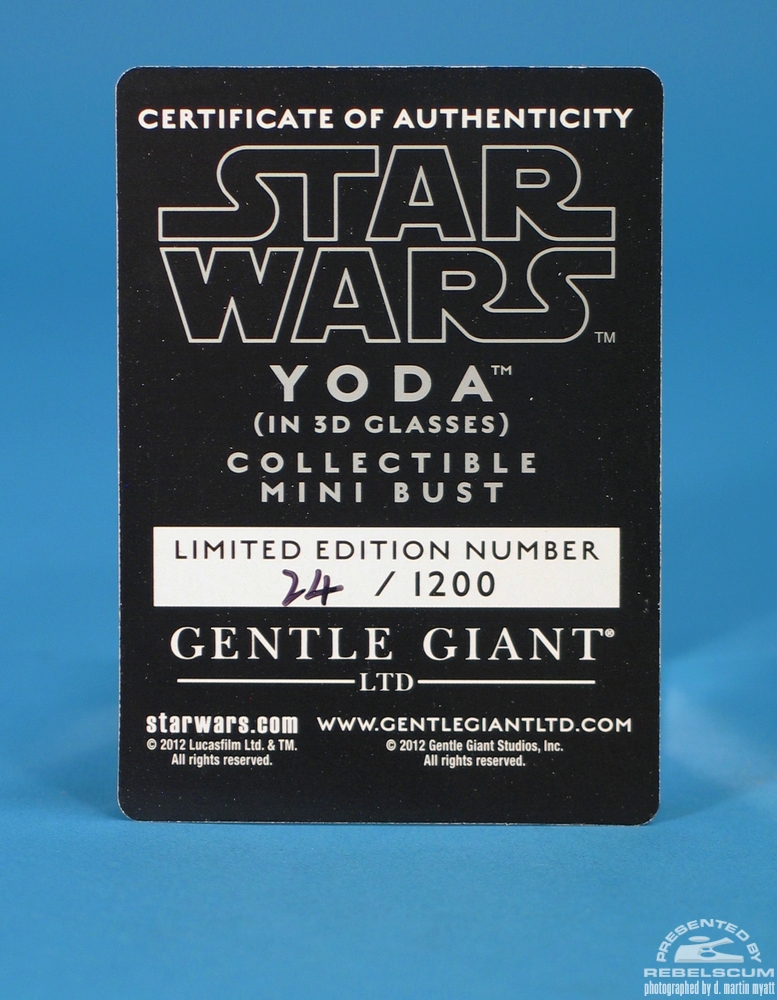 CERTIFICATE OF AUTHENTICITY
STAR
WARS™
YODA™
(IN 3D GLASSES)
COLLECTIBLE
MINI BUST
LIMITED EDITION NUMBER
24 / 1200
GENTLE GIANT®
LTD
starwars.com WWW.GENTLEGIANTLTD.COM
© 2012 Lucasfilm Ltd. & TM. © 2012 Gentle Giant Studios, Inc.
All rights reserved. All rights reserved.
PRESENTED BY
REBELSCUM
photographed by d. martin myatt